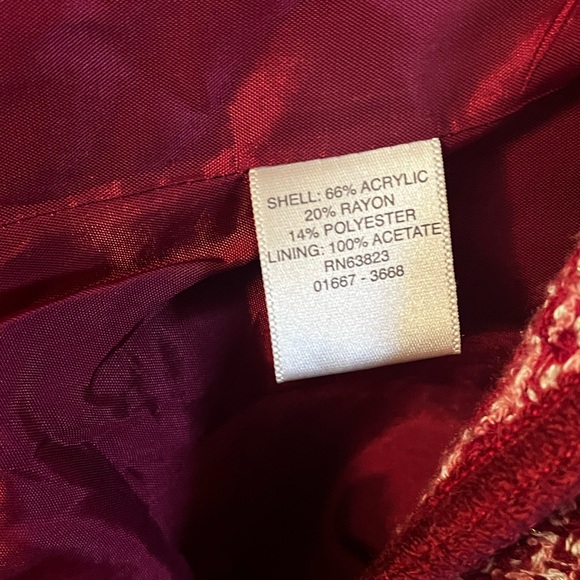 SHELL: 66% ACRYLIC
20% RAYON
14% POLYESTER
LINING: 100% ACETATE
RN63823
01667 - 3668